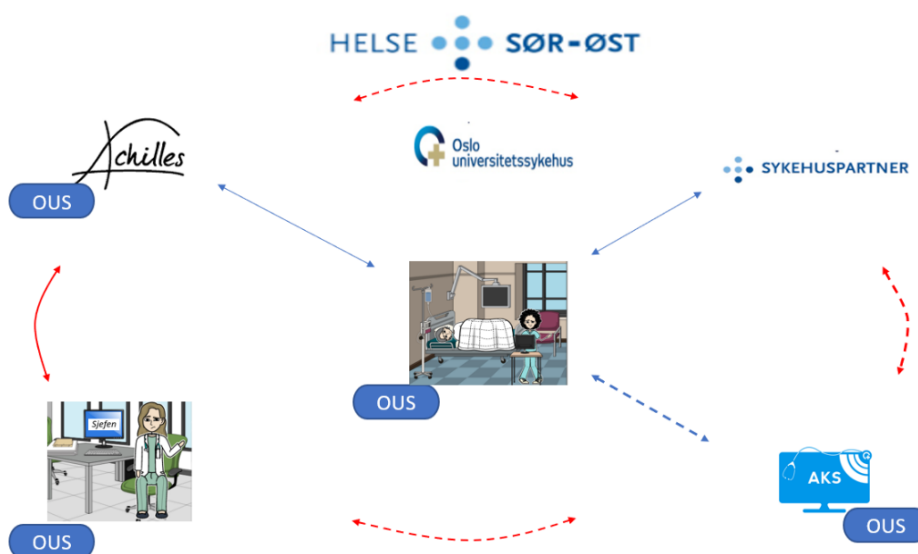 HELSE SØR-ØST
Achilles
Oslo
universitetssykehus
SYKEHUSPARTNER
OUS
OUS
Sjefen
AKS
OUS
OUS